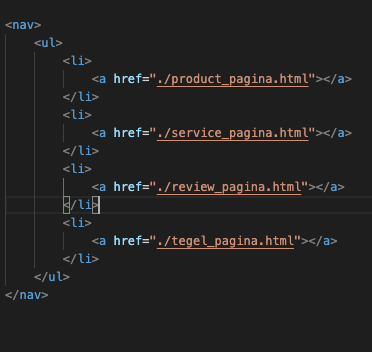 <nav>
<ul>
<li>
<a href="./product_pagina.html"></a>
</li>
<li>
<a href="./service_pagina.html"></a>
</li>
<li>
<a href="./review_pagina.html"></a>
</li>
<li>
<a href="./tegel_pagina.html"></a>
</li>
</ul>
</nav>